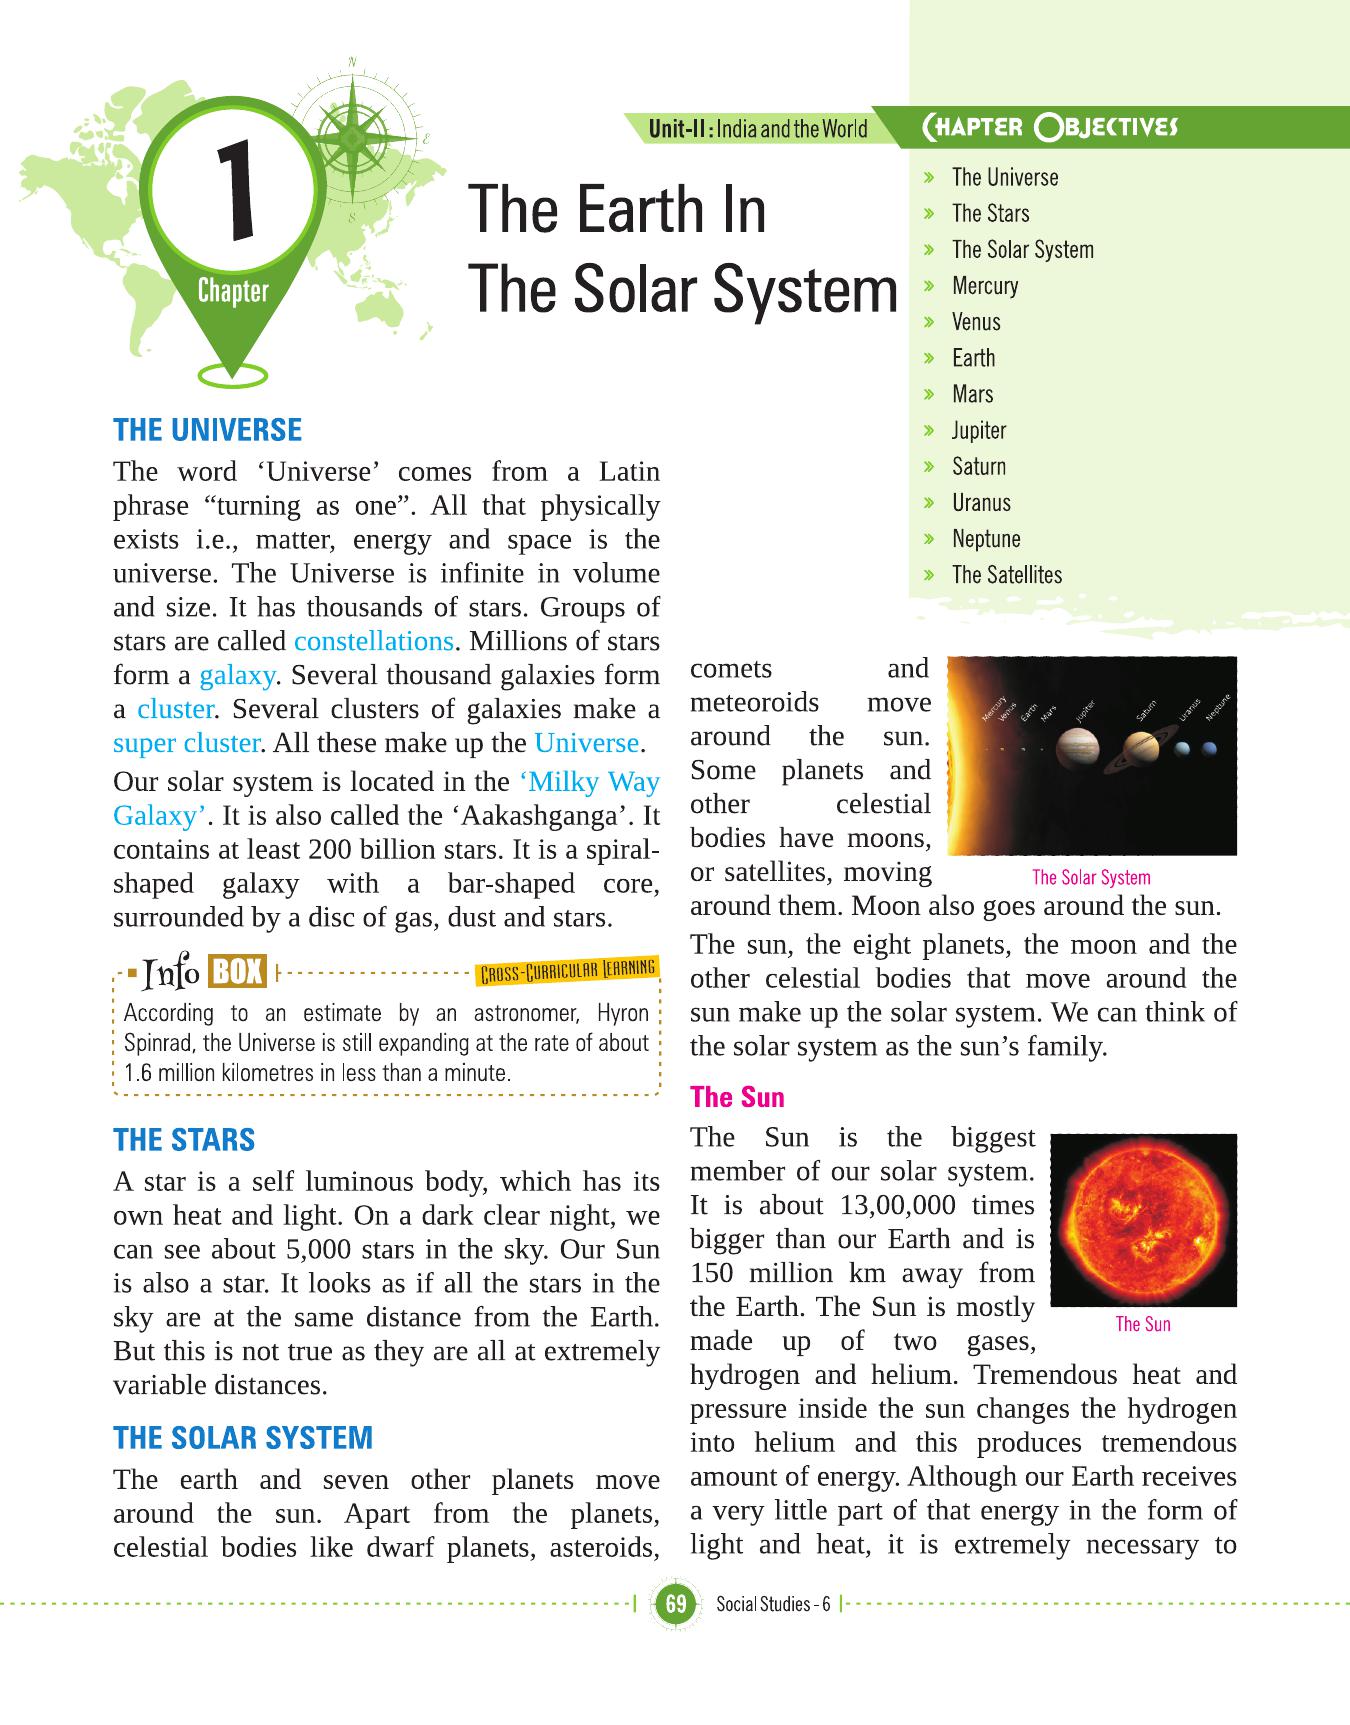 N
E
S
1
Chapter
Unit-II : India and the World
The Earth In
The Solar System
CHAPTER OBJECTIVES
» The Universe
» The Stars
» The Solar System
» Mercury
» Venus
» Earth
» Mars
» Jupiter
» Saturn
» Uranus
» Neptune
» The Satellites
THE UNIVERSE
The word ‘Universe’ comes from a Latin
phrase “turning as one”. All that physically
exists i.e., matter, energy and space is the
universe. The Universe is infinite in volume
and size. It has thousands of stars. Groups of
stars are called constellations. Millions of stars
form a galaxy. Several thousand galaxies form
a cluster. Several clusters of galaxies make a
super cluster. All these make up the Universe.
Our solar system is located in the ‘Milky Way
Galaxy’. It is also called the ‘Aakashganga’. It
contains at least 200 billion stars. It is a spiral-
shaped galaxy with a bar-shaped core,
surrounded by a disc of gas, dust and stars.
Info BOX
CROSS-CURRICULAR LEARNING
According to an estimate by an astronomer, Hyron
Spinrad, the Universe is still expanding at the rate of about
1.6 million kilometres in less than a minute.
THE STARS
A star is a self luminous body, which has its
own heat and light. On a dark clear night, we
can see about 5,000 stars in the sky. Our Sun
is also a star. It looks as if all the stars in the
sky are at the same distance from the Earth.
But this is not true as they are all at extremely
variable distances.
THE SOLAR SYSTEM
The earth and seven other planets move
around the sun. Apart from the planets,
celestial bodies like dwarf planets, asteroids,
comets and
meteoroids move
around the sun.
Some planets and
other celestial
bodies have moons,
or satellites, moving
around them. Moon also goes around the sun.
Mercury
Venus
Earth
Mars
Jupiter
Saturn
Uranus
Neptune
The Solar System
The sun, the eight planets, the moon and the
other celestial bodies that move around the
sun make up the solar system. We can think of
the solar system as the sun’s family.
The Sun
The Sun is the biggest
member of our solar system.
It is about 13,00,000 times
bigger than our Earth and is
150 million km away from
the Earth. The Sun is mostly
made up of two gases,
hydrogen and helium. Tremendous heat and
pressure inside the sun changes the hydrogen
into helium and this produces tremendous
amount of energy. Although our Earth receives
a very little part of that energy in the form of
light and heat, it is extremely necessary to
The Sun
69
Social Studies - 6